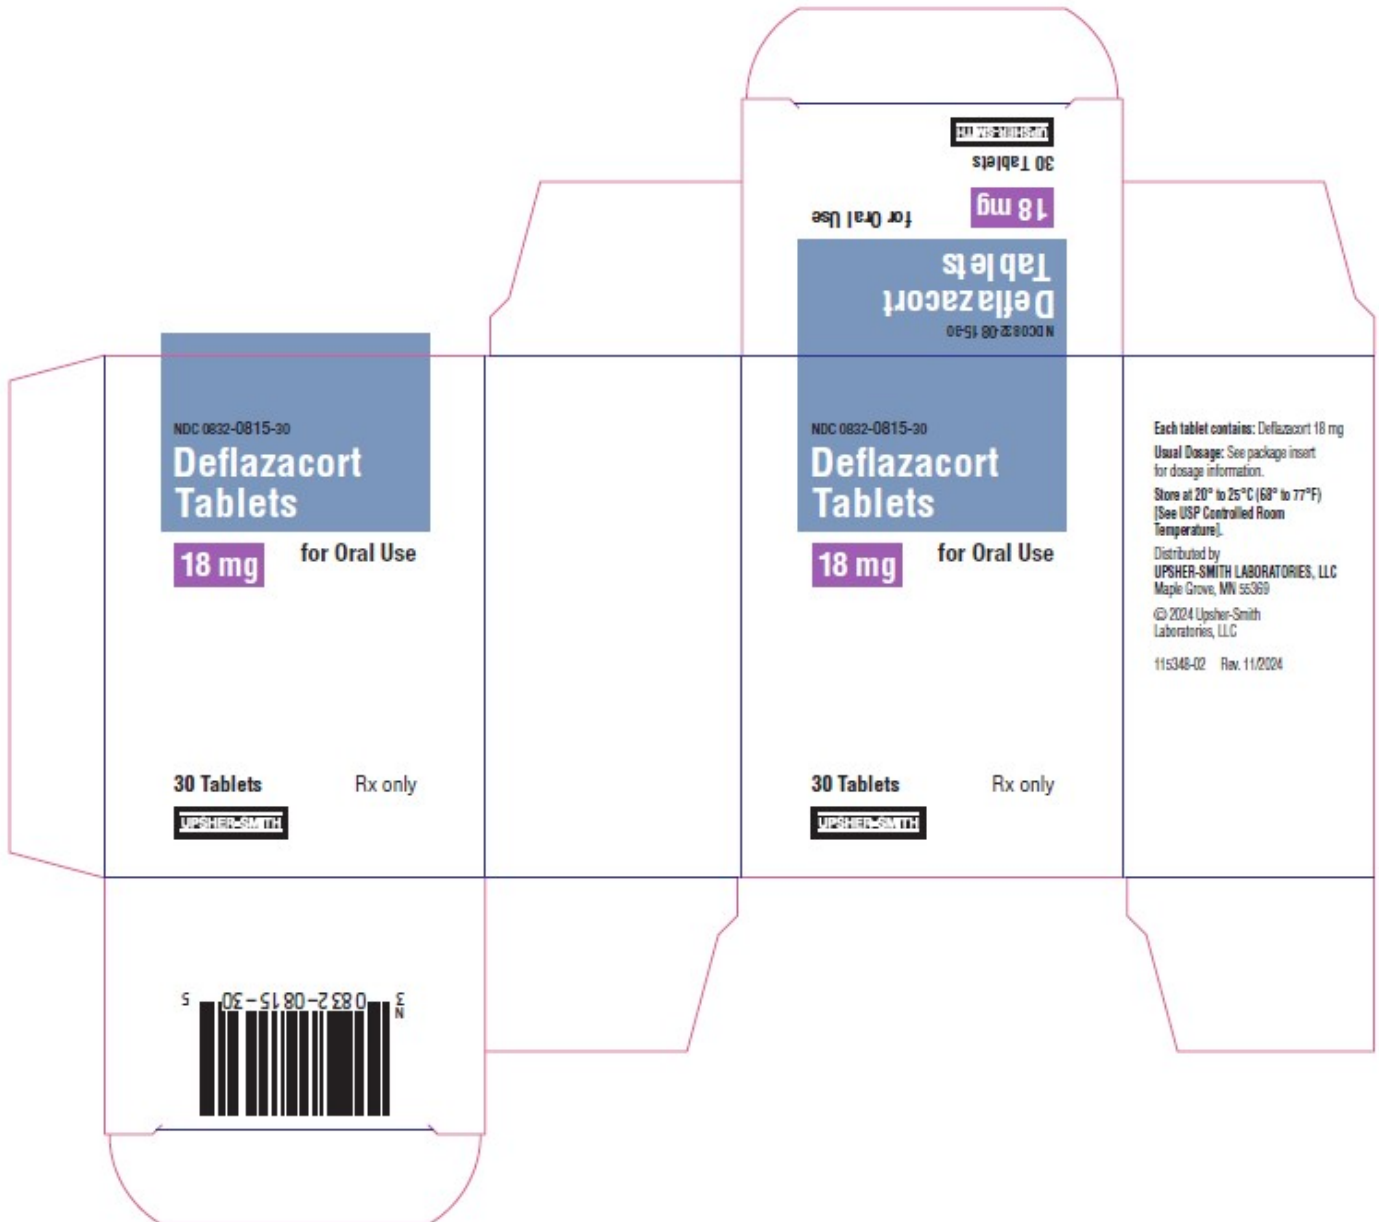 UPSHER-SMITH
30 Tablets
18 mg
for Oral Use
Tablets
Deflazacort
NDC 0832-0815-30
NDC 0832-0815-30
Deflazacort
Tablets
18 mg for Oral Use
30 Tablets Rx only
UPSHER-SMITH
NDC 0832-0815-30
Deflazacort
Tablets
18 mg for Oral Use
30 Tablets Rx only
UPSHER-SMITH
Each tablet contains: Deflazacort 18 mg
Usual Dosage: See package insert
for dosage information.
Store at 20° to 25°C (68° to 77°F)
[See USP Controlled Room
Temperature].
Distributed by
UPSHER-SMITH LABORATORIES, LLC
Maple Grove, MN 55369
© 2024 Upsher-Smith
Laboratories, LLC
115348-02 Rev. 11/2024
N
3 0832-0815-30 5